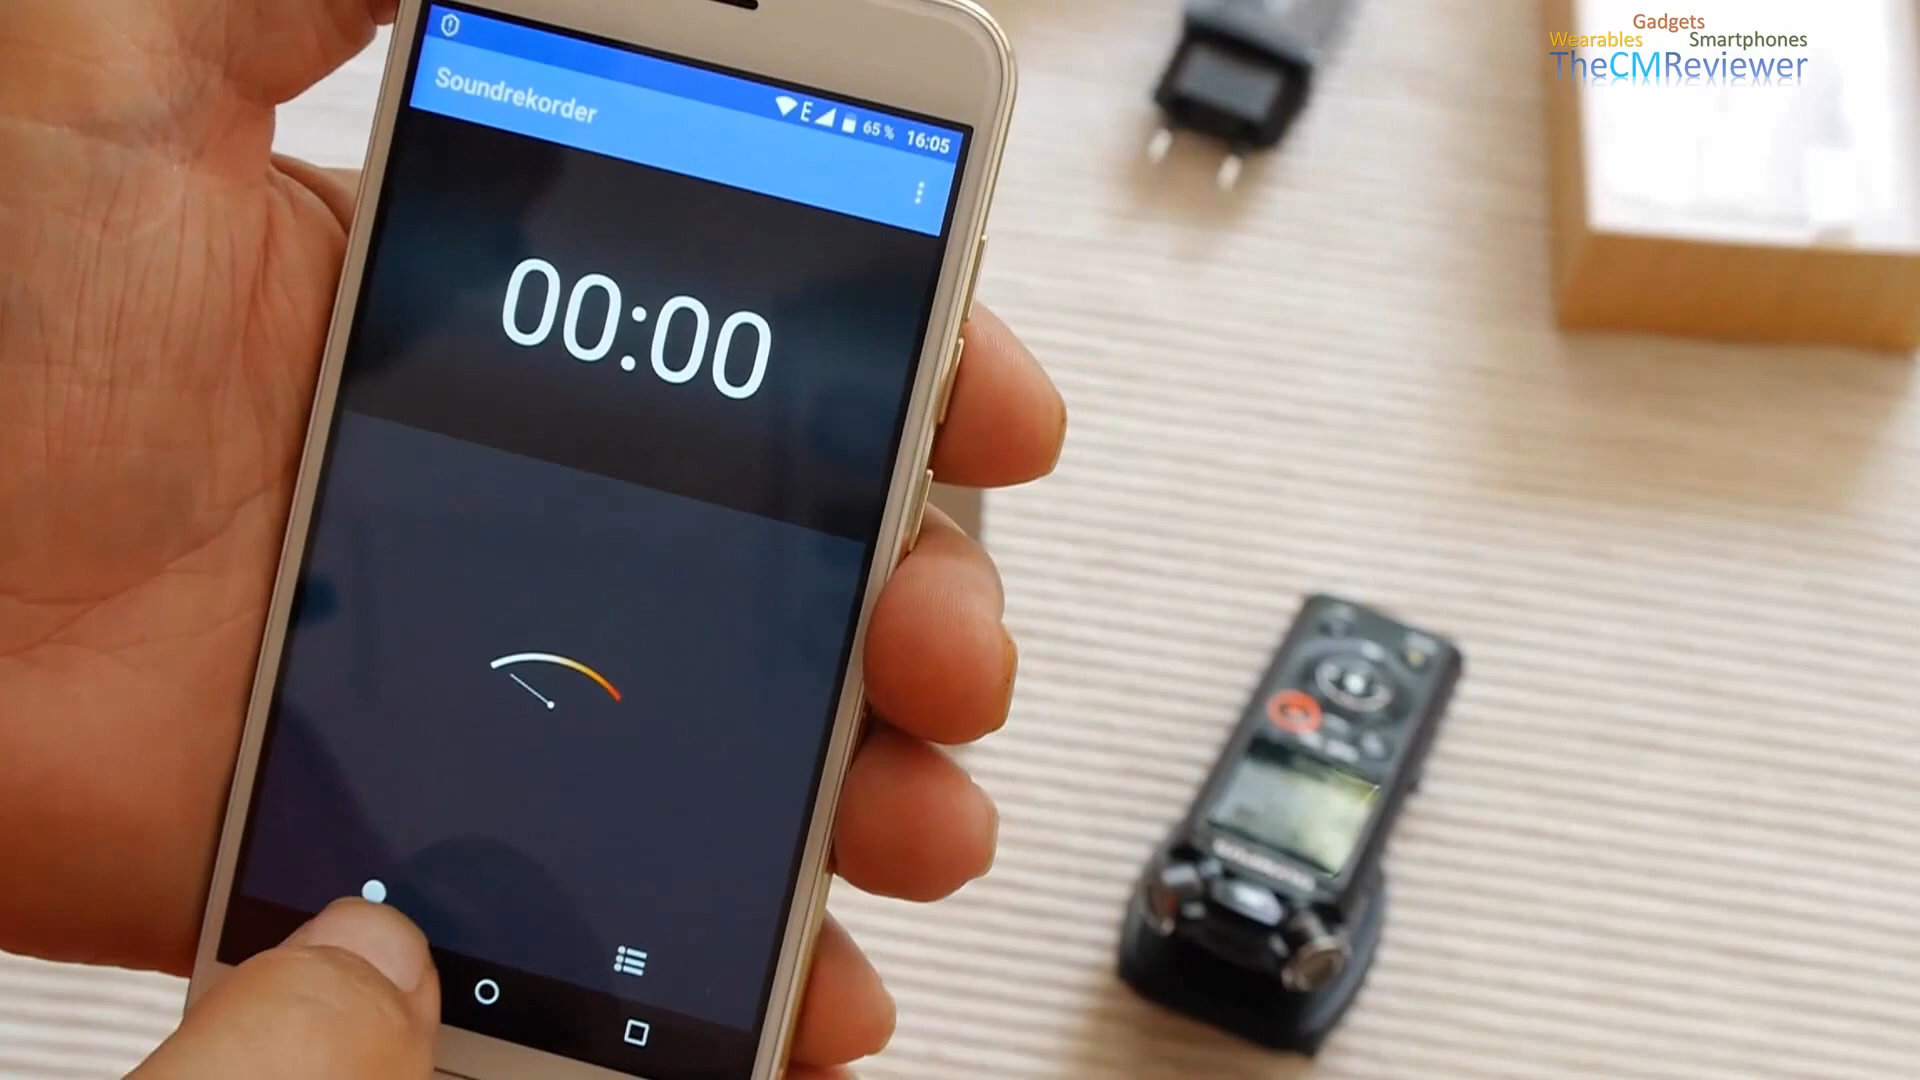 Gadgets
Wearables Smartphones
TheCMReviewer
Soundrekorder
E 65 % 16:05
00:00